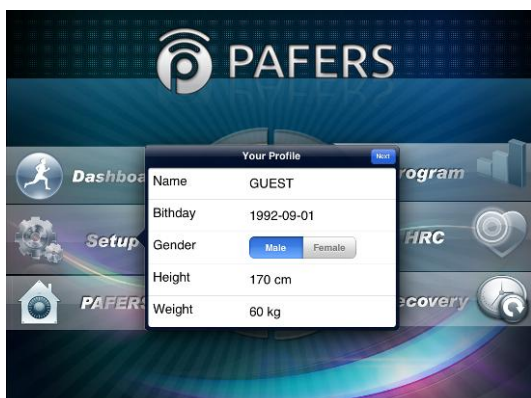 PAFERS
Your Profile
Next
Name GUEST
Bithday 1992-09-01
Gender Male Female
Height 170 cm
Weight 60 kg
Dashboa
Setup
PAFERS
rogram
HRC
ecovery